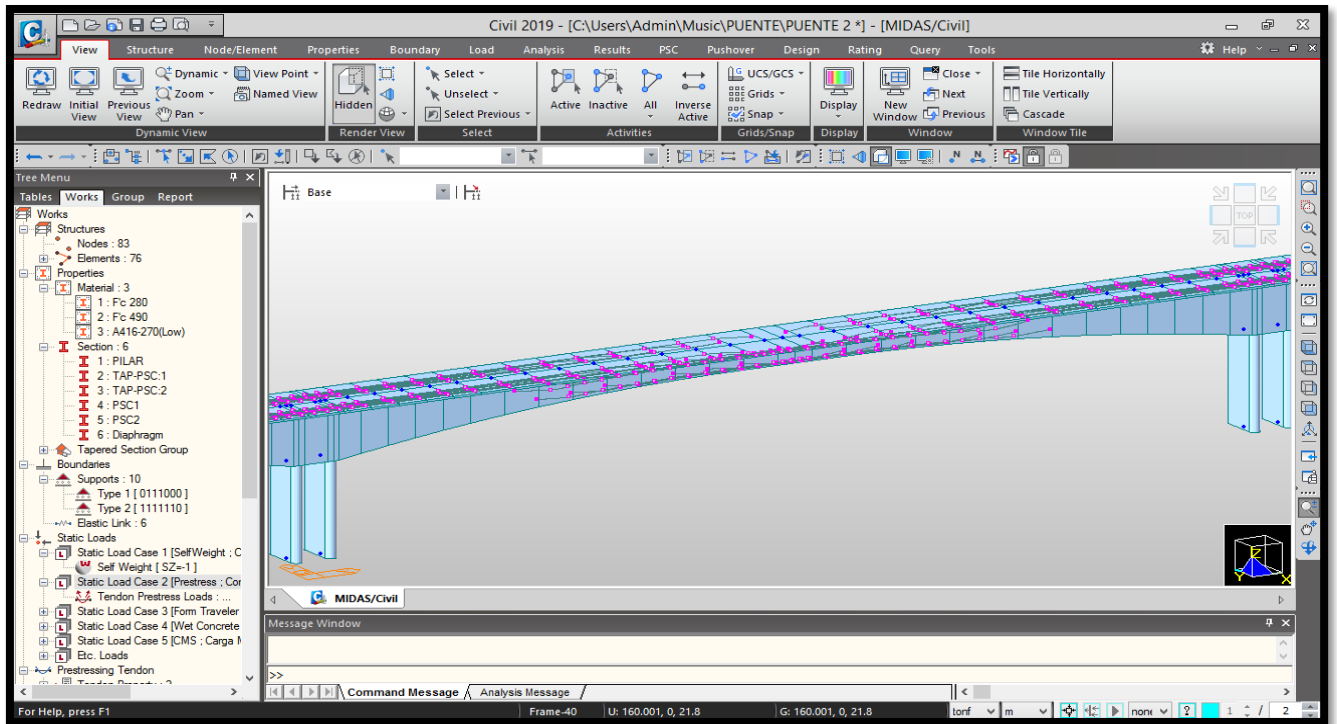 Civil 2019 - [C:\Users\Admin\Music\PUENTE\PUENTE 2 *] - [MIDAS/Civil]
View Structure Node/Element Properties Boundary Load Analysis Results PSC Pushover Design Rating Query Tools Help
Redraw
Initial View
Previous View
Dynamic
Zoom
Pan
View Point
Named View
Dynamic View
Hidden
Render View
Select
Unselect
Select Previous
Select
Active
Inactive
All
Inverse Active
Activities
UCS/GCS
Grids
Snap
Grids/Snap
Display
Display
New Window
Close
Next
Previous
Window
Tile Horizontally
Tile Vertically
Cascade
Window Tile
Tree Menu
Tables Works Group Report
Works
Structures
Nodes : 83
Elements : 76
Properties
Material : 3
1 : F'c 280
2 : F'c 490
3 : A416-270(Low)
Section : 6
1 : PILAR
2 : TAP-PSC:1
3 : TAP-PSC:2
4 : PSC1
5 : PSC2
6 : Diaphragm
Tapered Section Group
Boundaries
Supports : 10
Type 1 [ 0111000 ]
Type 2 [ 1111110 ]
Elastic Link : 6
Static Loads
Static Load Case 1 [SelfWeight ; C
Self Weight [ SZ=-1 ]
Static Load Case 2 [Prestress ; Cor
Tendon Prestress Loads : ...
Static Load Case 3 [Form Traveler
Static Load Case 4 [Wet Concrete
Static Load Case 5 [CMS ; Carga M
Etc. Loads
Prestressing Tendon
Base
TOP
Z
Y
X
MIDAS/Civil
Message Window
>>
Command Message Analysis Message
For Help, press F1
Frame-40 U: 160.001, 0, 21.8 G: 160.001, 0, 21.8 tonf m none ? 1 / 2